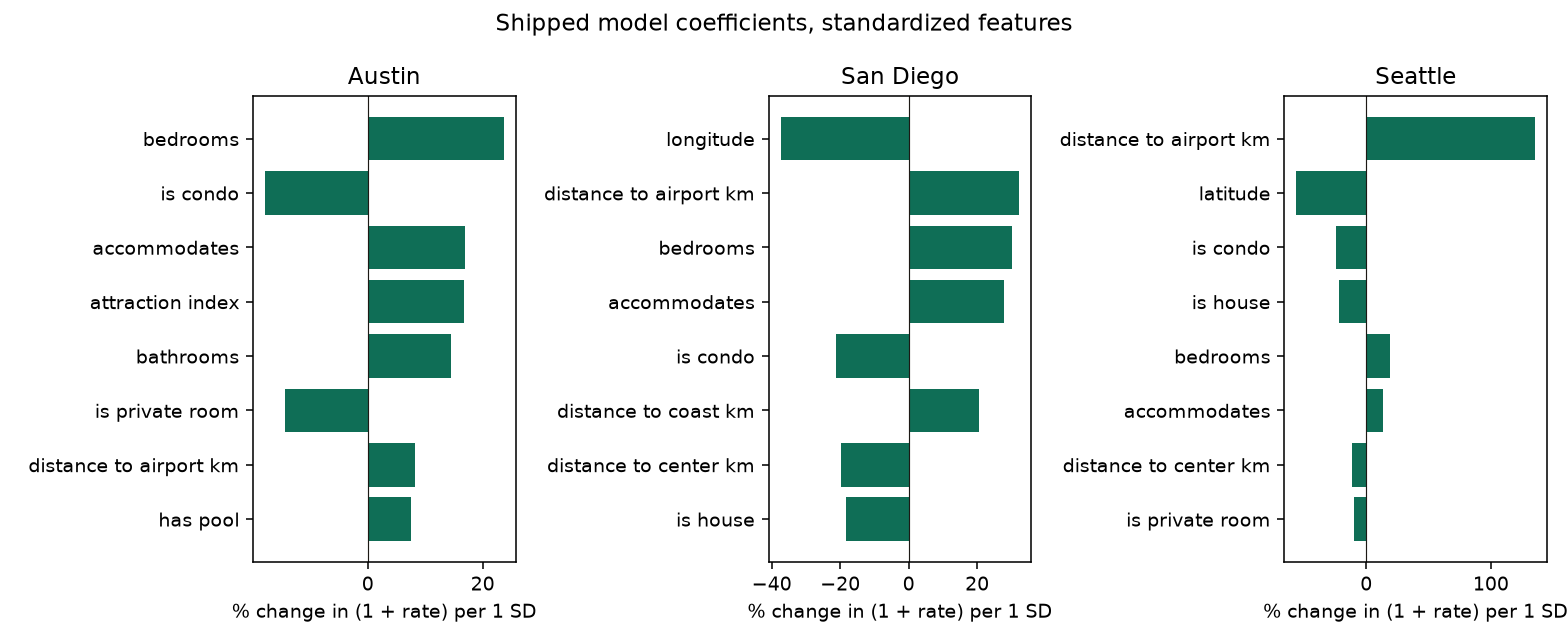 Shipped model coefficients, standardized features
Austin
bedrooms
is condo
accommodates
attraction index
bathrooms
is private room
distance to airport km
has pool
0 20
% change in (1 + rate) per 1 SD
San Diego
longitude
distance to airport km
bedrooms
accommodates
is condo
distance to coast km
distance to center km
is house
−40 −20 0 20
% change in (1 + rate) per 1 SD
Seattle
distance to airport km
latitude
is condo
is house
bedrooms
accommodates
distance to center km
is private room
0 100
% change in (1 + rate) per 1 SD